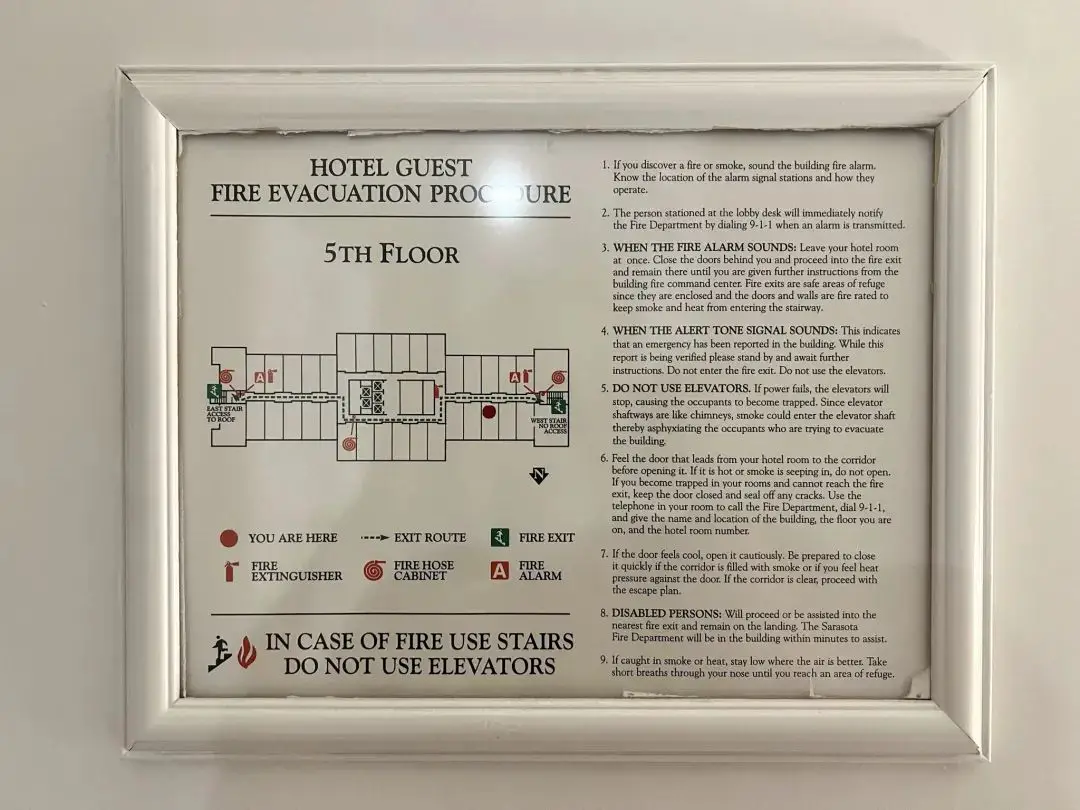 HOTEL GUEST
FIRE EVACUATION PROCEDURE
5TH FLOOR
A
A
EAST STAIR
ACCESS
TO ROOF
WEST STAIR
NO ROOF
ACCESS
N
YOU ARE HERE
EXIT ROUTE
FIRE EXIT
FIRE
EXTINGUISHER
FIRE HOSE
CABINET
A
FIRE
ALARM
IN CASE OF FIRE USE STAIRS
DO NOT USE ELEVATORS
1. If you discover a fire or smoke, sound the building fire alarm.
Know the location of the alarm signal stations and how they
operate.
2. The person stationed at the lobby desk will immediately notify
the Fire Department by dialing 9-1-1 when an alarm is transmitted.
3. WHEN THE FIRE ALARM SOUNDS: Leave your hotel room
at once. Close the doors behind you and proceed into the fire exit
and remain there until you are given further instructions from the
building fire command center. Fire exits are safe areas of refuge
since they are enclosed and the doors and walls are fire rated to
keep smoke and heat from entering the stairway.
4. WHEN THE ALERT TONE SIGNAL SOUNDS: This indicates
that an emergency has been reported in the building. While this
report is being verified please stand by and await further
instructions. Do not enter the fire exit. Do not use the elevators.
5. DO NOT USE ELEVATORS. If power fails, the elevators will
stop, causing the occupants to become trapped. Since elevator
shaftways are like chimneys, smoke could enter the elevator shaft
thereby asphyxiating the occupants who are trying to evacuate
the building.
6. Feel the door that leads from your hotel room to the corridor
before opening it. If it is hot or smoke is seeping in, do not open.
If you become trapped in your rooms and cannot reach the fire
exit, keep the door closed and seal off any cracks. Use the
telephone in your room to call the Fire Department, dial 9-1-1,
and give the name and location of the building, the floor you are
on, and the hotel room number.
7. If the door feels cool, open it cautiously. Be prepared to close
it quickly if the corridor is filled with smoke or if you feel heat
pressure against the door. If the corridor is clear, proceed with
the escape plan.
8. DISABLED PERSONS: Will proceed or be assisted into the
nearest fire exit and remain on the landing. The Sarasota
Fire Department will be in the building within minutes to assist.
9. If caught in smoke or heat, stay low where the air is better. Take
short breaths through your nose until you reach an area of refuge.